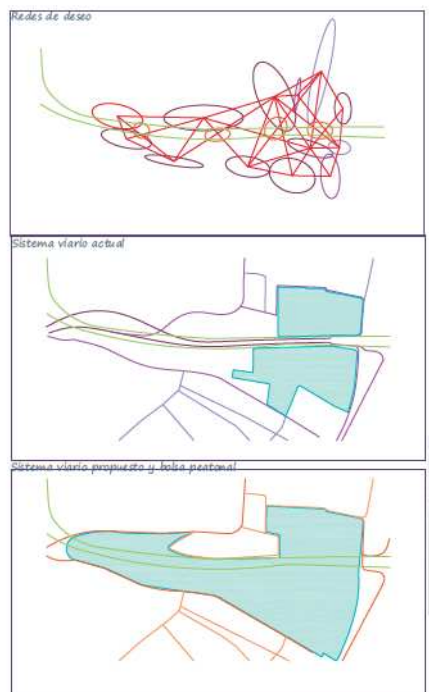 Redes de deseo
Sistema viario actual
Sistema viario propuesto y bolsa peatonal